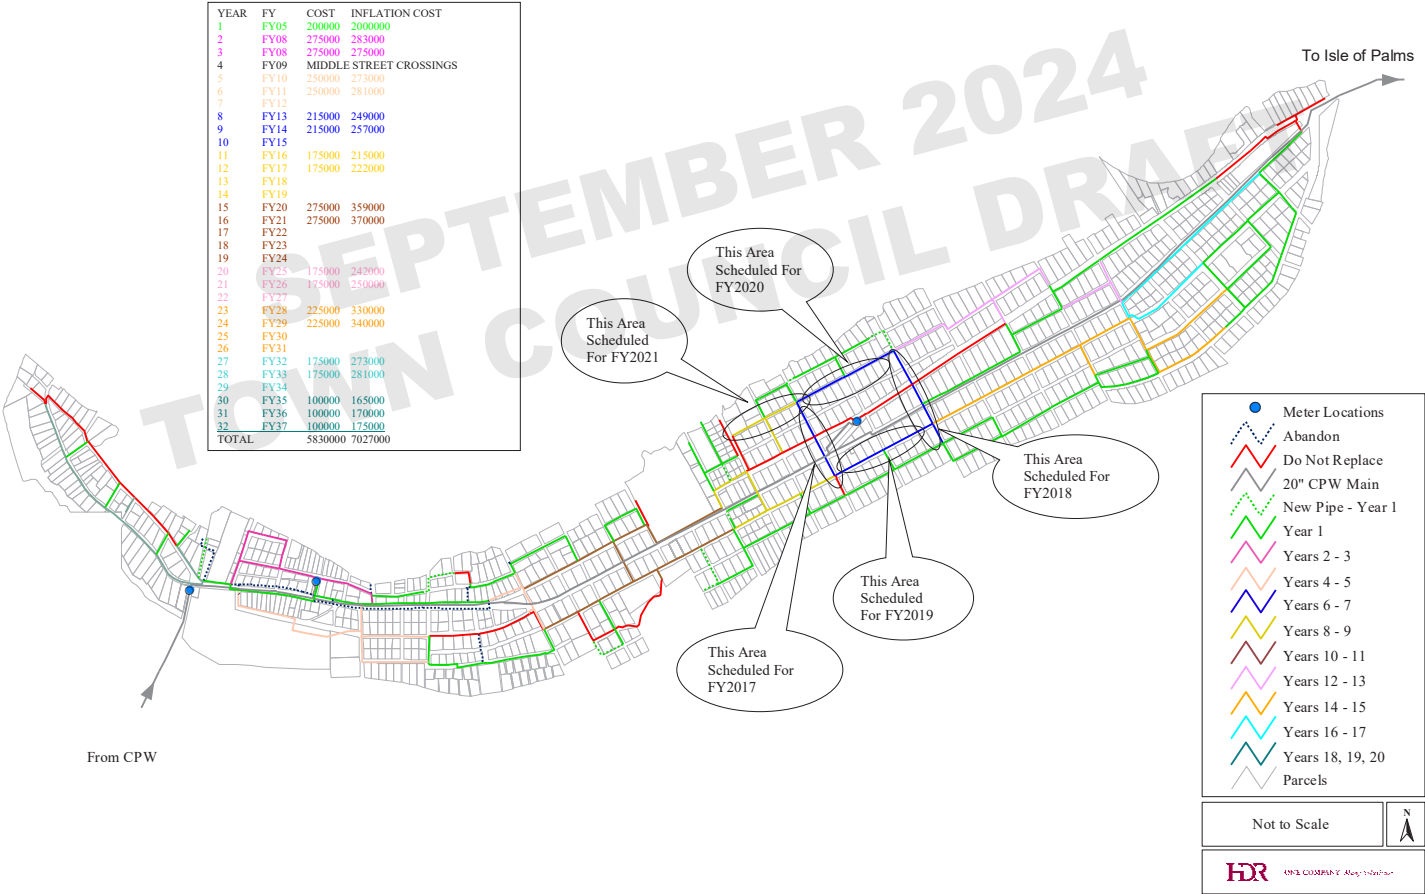 YEAR FY COST INFLATION COST
1 FY05 200000 2000000
2 FY08 275000 283000
3 FY08 275000 275000
4 FY09 MIDDLE STREET CROSSINGS
5 FY10 250000 273000
6 FY11 250000 281000
7 FY12
8 FY13 215000 249000
9 FY14 215000 257000
10 FY15
11 FY16 175000 215000
12 FY17 175000 222000
13 FY18
14 FY19
15 FY20 275000 359000
16 FY21 275000 370000
17 FY22
18 FY23
19 FY24
20 FY25 175000 242000
21 FY26 175000 250000
22 FY27
23 FY28 225000 330000
24 FY29 225000 340000
25 FY30
26 FY31
27 FY32 175000 273000
28 FY33 175000 281000
29 FY34
30 FY35 100000 165000
31 FY36 100000 170000
32 FY37 100000 175000
TOTAL 5830000 7027000
SEPTEMBER 2024
TOWN COUNCIL DRAFT
To Isle of Palms
This Area
Scheduled For
FY2020
This Area
Scheduled
For FY2021
This Area
Scheduled For
FY2018
This Area
Scheduled
For FY2019
This Area
Scheduled For
FY2017
From CPW
Meter Locations
Abandon
Do Not Replace
20" CPW Main
New Pipe - Year 1
Year 1
Years 2 - 3
Years 4 - 5
Years 6 - 7
Years 8 - 9
Years 10 - 11
Years 12 - 13
Years 14 - 15
Years 16 - 17
Years 18, 19, 20
Parcels
Not to Scale
N
HDR ONE COMPANY